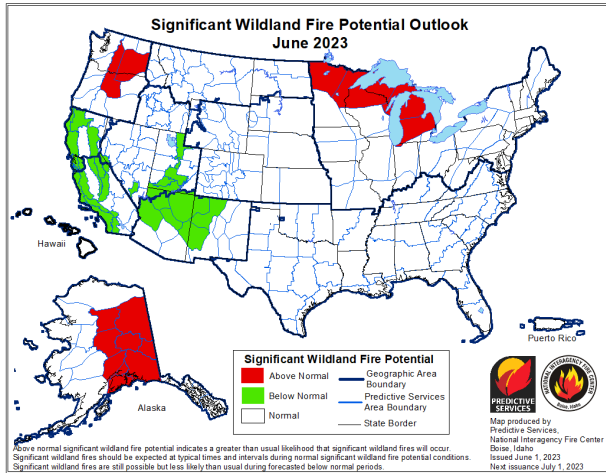 Significant Wildland Fire Potential Outlook
June 2023
Hawaii
Alaska
Puerto Rico
Significant Wildland Fire Potential
Above Normal
Below Normal
Normal
Geographic Area
Boundary
Predictive Services
Area Boundary
State Border
PREDICTIVE
SERVICES
NATIONAL INTERAGENCY FIRE CENTER
Boise, Idaho
Map produced by
Predictive Services,
National Interagency Fire Center
Boise, Idaho
Issued June 1, 2023
Next issuance July 1, 2023
Above normal significant wildland fire potential indicates a greater than usual likelihood that significant wildland fires will occur.
Significant wildland fires should be expected at typical times and intervals during normal significant wildland fire potential conditions.
Significant wildland fires are still possible but less likely than usual during forecasted below normal periods.